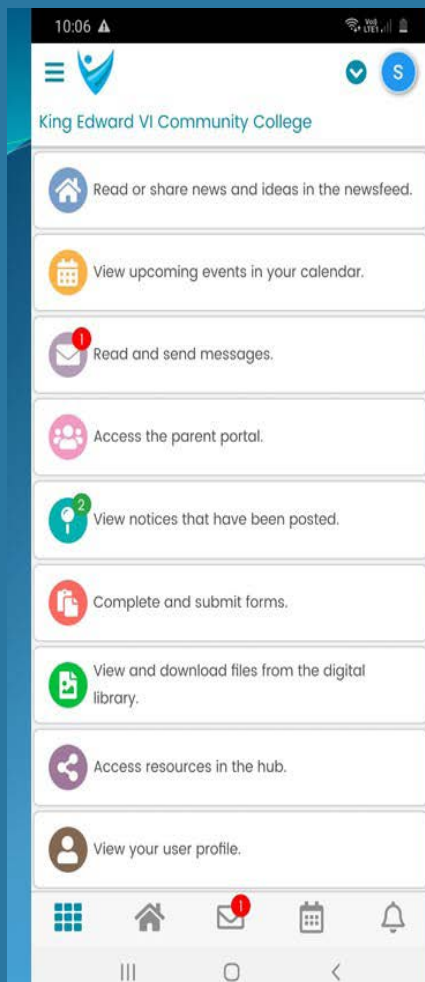 10:06
VoI)
LTE1
S
King Edward VI Community College
Read or share news and ideas in the newsfeed.
View upcoming events in your calendar.
1
Read and send messages.
Access the parent portal.
2
View notices that have been posted.
Complete and submit forms.
View and download files from the digital
library.
Access resources in the hub.
View your user profile.
1